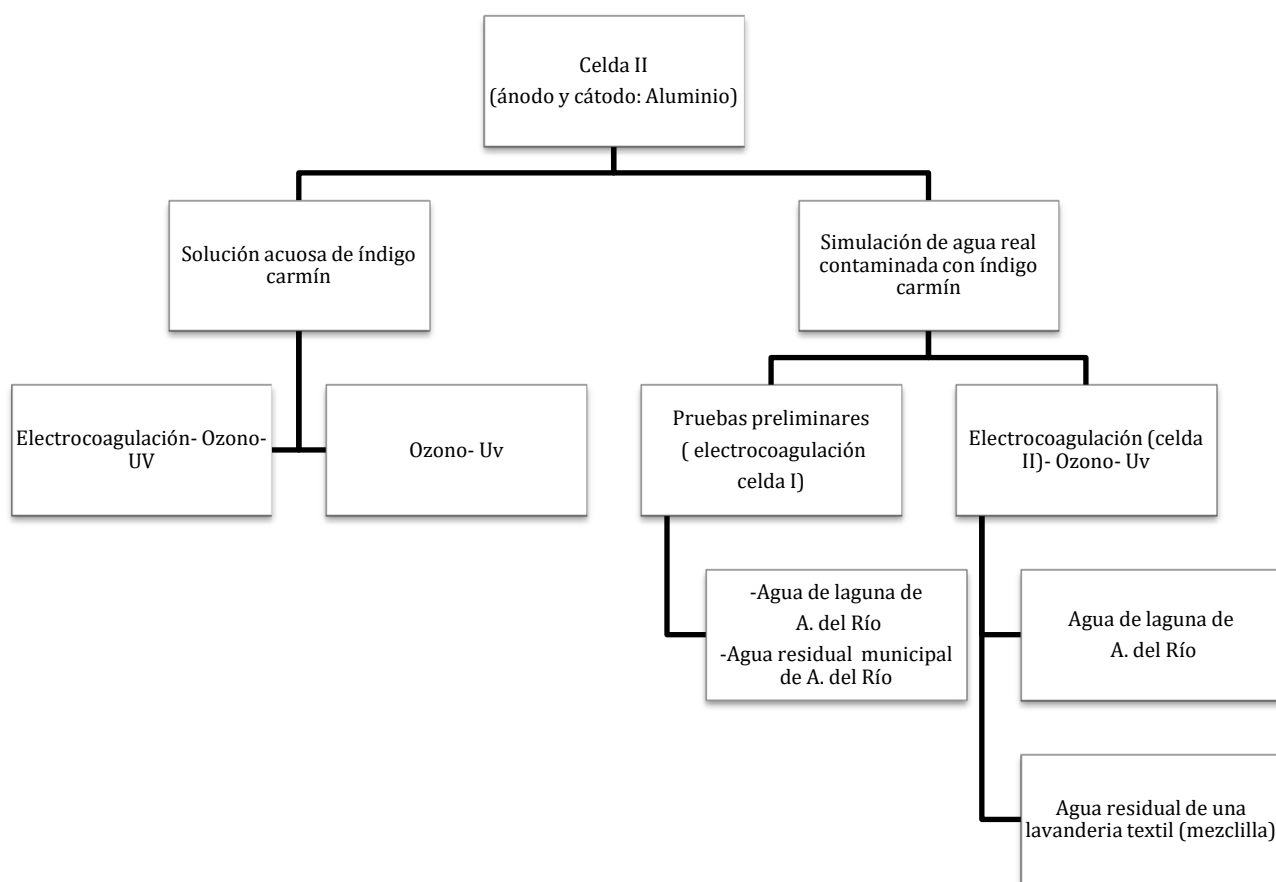 Celda II
(ánodo y cátodo: Aluminio)
Solución acuosa de índigo
carmín
Simulación de agua real
contaminada con índigo
carmín
Electrocoagulación- Ozono-
UV
Ozono- Uv
Pruebas preliminares
( electrocoagulación
celda I)
Electrocoagulación (celda
II)- Ozono- Uv
-Agua de laguna de
A. del Río
-Agua residual  municipal
de A. del Río
Agua de laguna de
A. del Río
Agua residual de una
lavanderia textil (mezclilla)